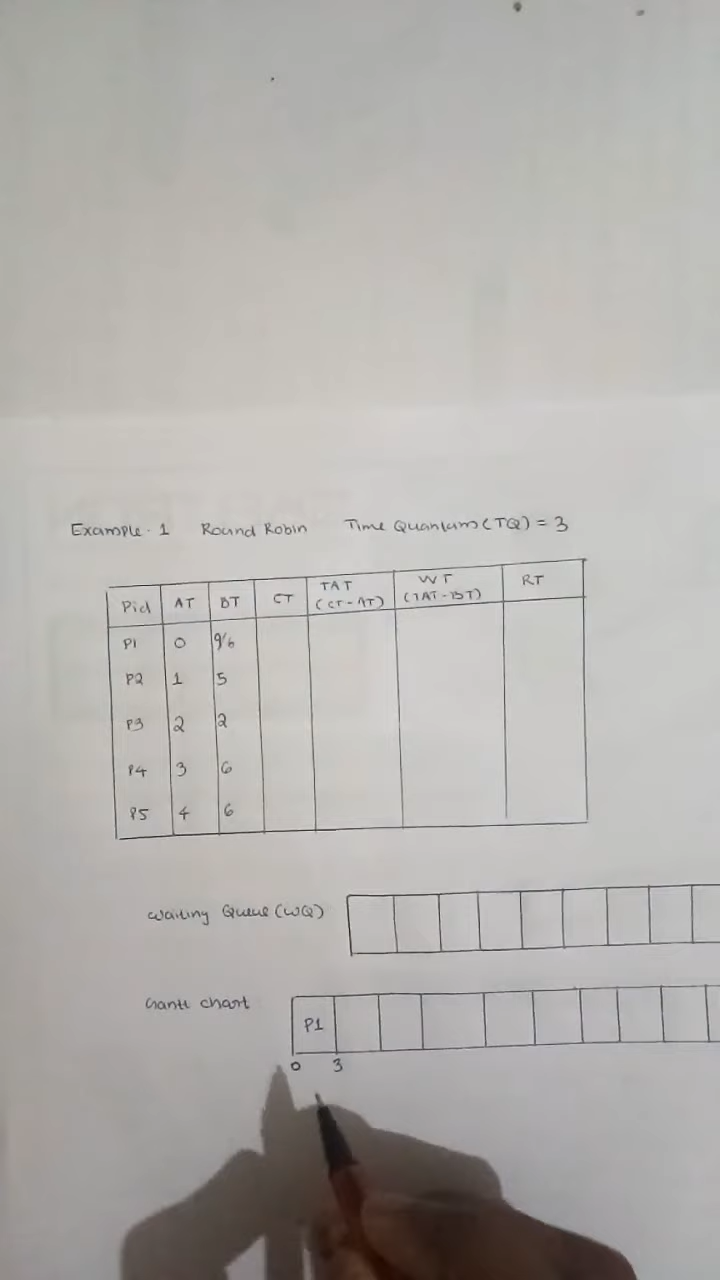 Example - 1 Round Robin Time Quantum (TQ) = 3
Pid AT BT CT TAT (CT-AT) WT (TAT-BT) RT
P1 0 9 6
P2 1 5
P3 2 2
P4 3 6
P5 4 6
Waiting Queue (WQ)
Gantt chart
P1
0 3